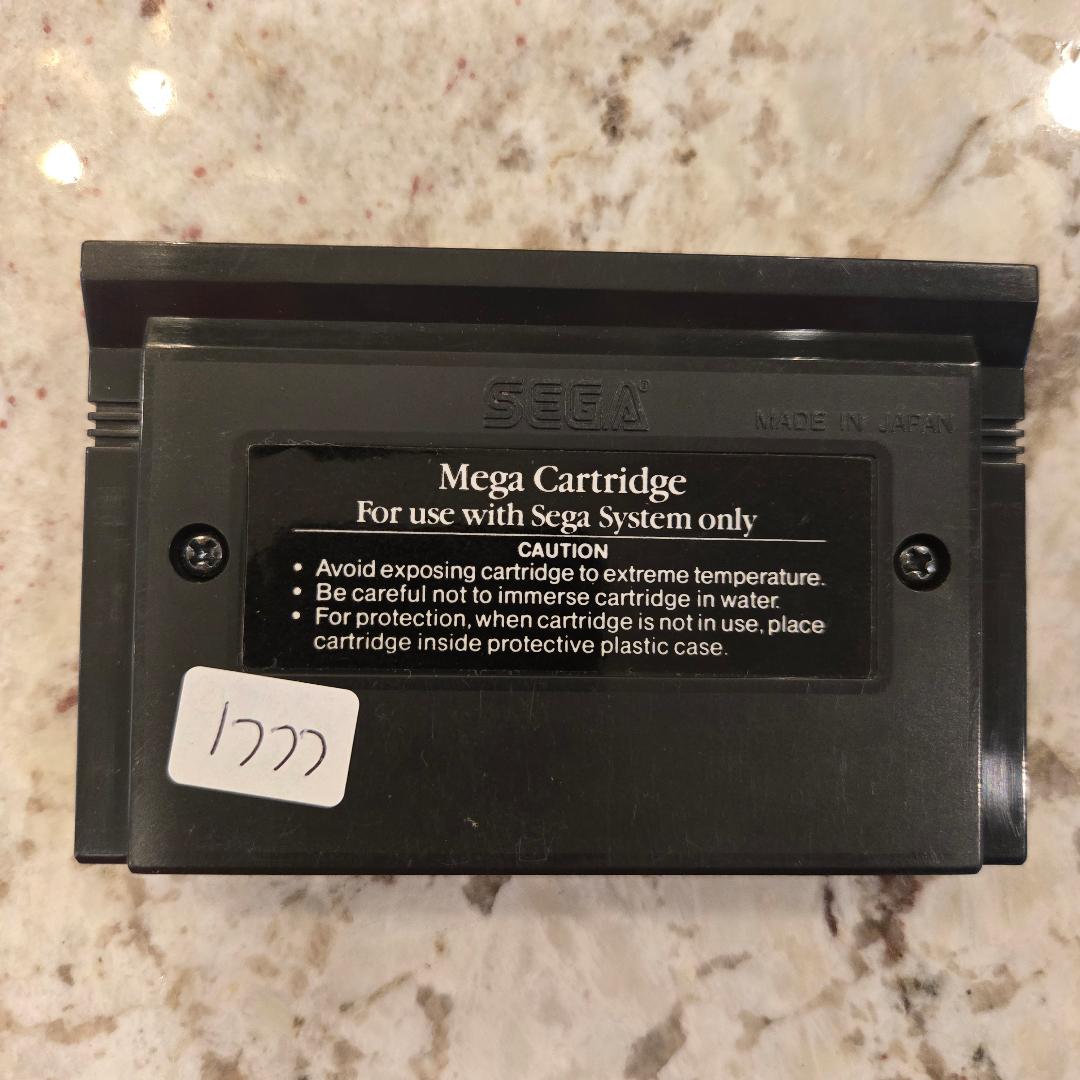 SEGA®
MADE IN JAPAN
Mega Cartridge
For use with Sega System only
CAUTION
• Avoid exposing cartridge to extreme temperature.
• Be careful not to immerse cartridge in water.
• For protection, when cartridge is not in use, place
cartridge inside protective plastic case.
1777